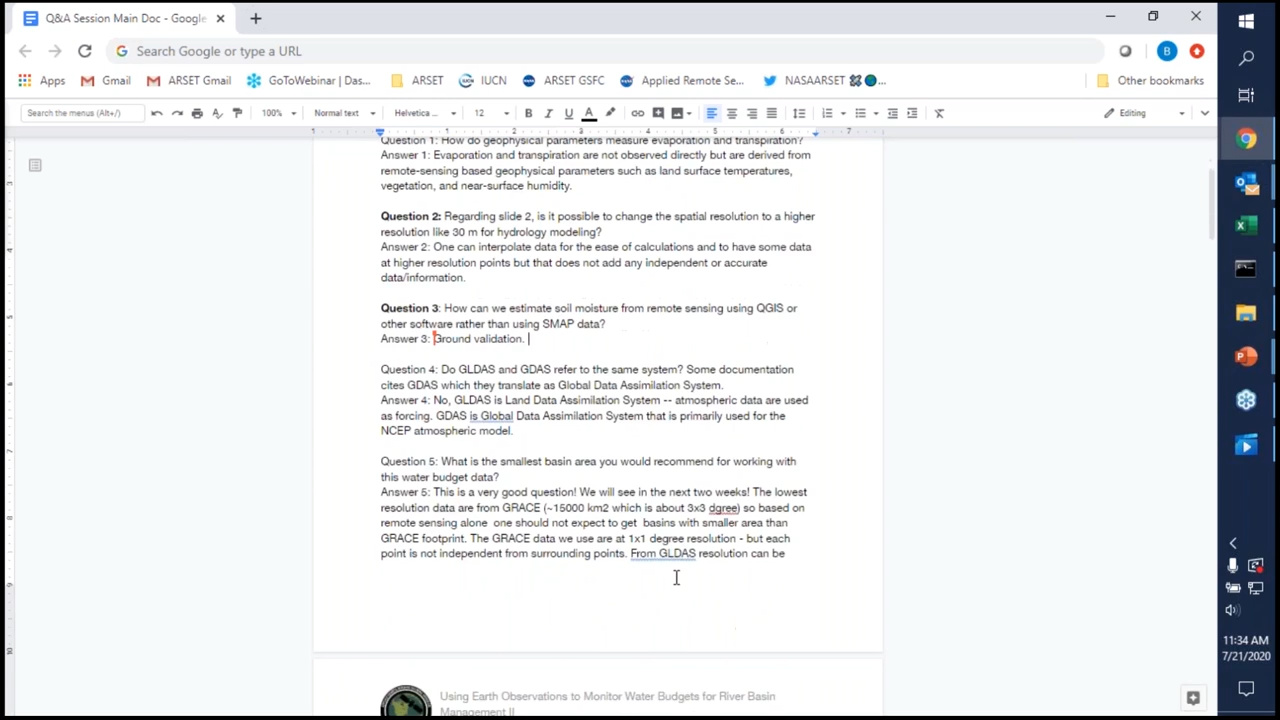 Q&A Session Main Doc - Google
Search Google or type a URL
B
Apps
Gmail
ARSET Gmail
GoToWebinar | Das...
ARSET
IUCN
ARSET GSFC
Applied Remote Se...
NASAARSET
Other bookmarks
Search the menus (Alt+/)
100%
Normal text
Helvetica ...
12
B I U A
Editing
1 1 2 3 4 5 6 7
Question 1: How do geophysical parameters measure evaporation and transpiration?
Answer 1: Evaporation and transpiration are not observed directly but are derived from
remote-sensing based geophysical parameters such as land surface temperatures,
vegetation, and near-surface humidity.
Question 2: Regarding slide 2, is it possible to change the spatial resolution to a higher
resolution like 30 m for hydrology modeling?
Answer 2: One can interpolate data for the ease of calculations and to have some data
at higher resolution points but that does not add any independent or accurate
data/information.
Question 3: How can we estimate soil moisture from remote sensing using QGIS or
other software rather than using SMAP data?
Answer 3: Ground validation.
Question 4: Do GLDAS and GDAS refer to the same system? Some documentation
cites GDAS which they translate as Global Data Assimilation System.
Answer 4: No, GLDAS is Land Data Assimilation System -- atmospheric data are used
as forcing. GDAS is Global Data Assimilation System that is primarily used for the
NCEP atmospheric model.
Question 5: What is the smallest basin area you would recommend for working with
this water budget data?
Answer 5: This is a very good question! We will see in the next two weeks! The lowest
resolution data are from GRACE (~15000 km2 which is about 3x3 dgree) so based on
remote sensing alone  one should not expect to get  basins with smaller area than
GRACE footprint. The GRACE data we use are at 1x1 degree resolution - but each
point is not independent from surrounding points. From GLDAS resolution can be
Using Earth Observations to Monitor Water Budgets for River Basin
Management II
11:34 AM
7/21/2020